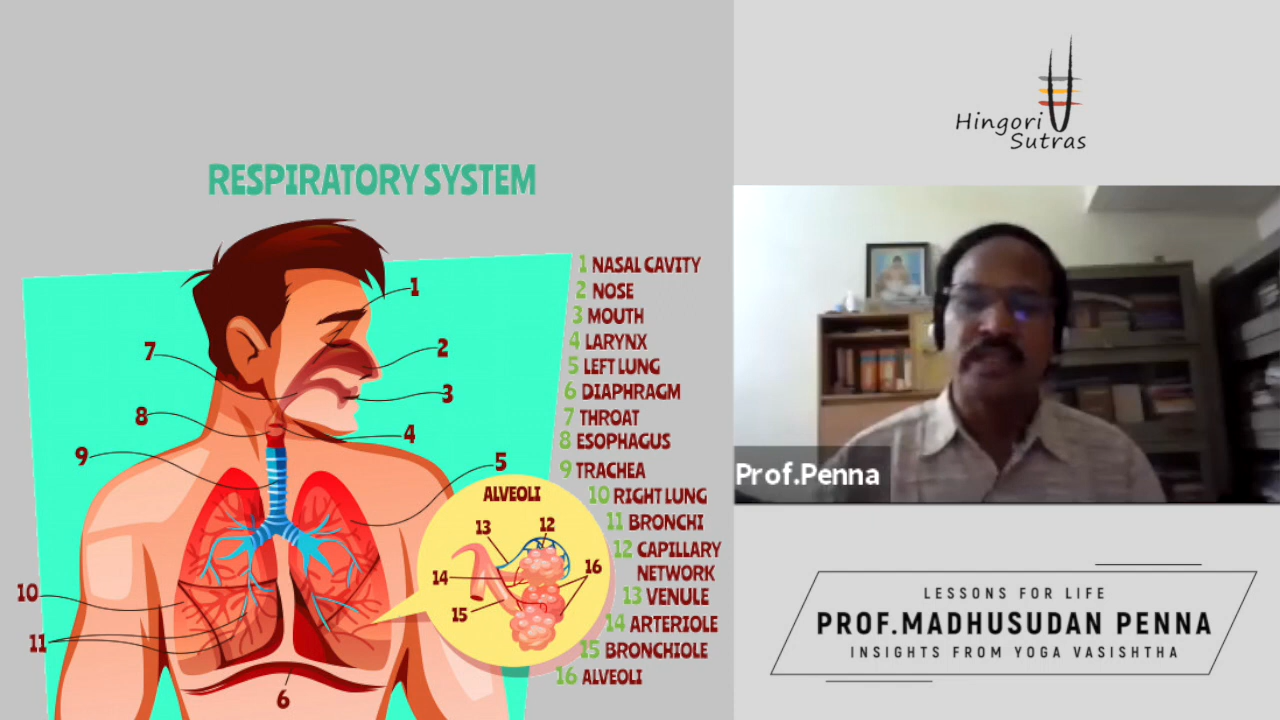 RESPIRATORY SYSTEM
1
2
3
4
5
6
7
8
9
10
11
ALVEOLI
12
13
14
15
16
1 NASAL CAVITY
2 NOSE
3 MOUTH
4 LARYNX
5 LEFT LUNG
6 DIAPHRAGM
7 THROAT
8 ESOPHAGUS
9 TRACHEA
10 RIGHT LUNG
11 BRONCHI
12 CAPILLARY
NETWORK
13 VENULE
14 ARTERIOLE
15 BRONCHIOLE
16 ALVEOLI
Hingori
Sutras
Prof.Penna
LESSONS FOR LIFE
PROF.MADHUSUDAN PENNA
INSIGHTS FROM YOGA VASISHTHA